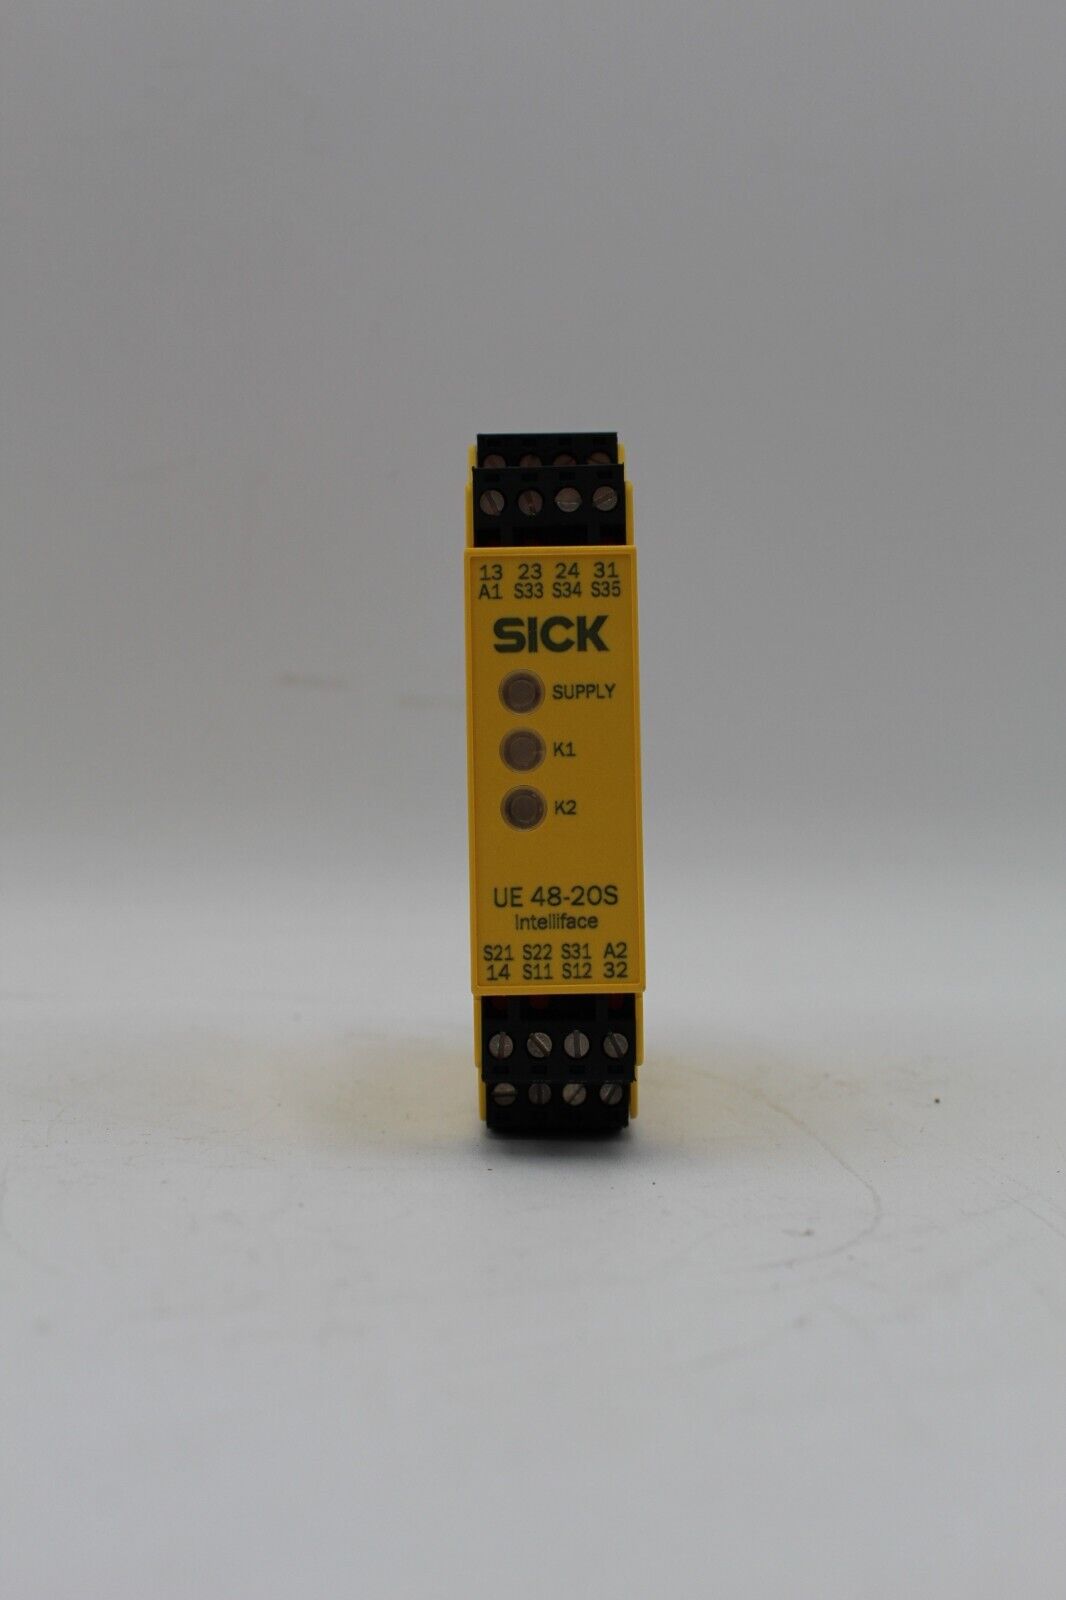 13 23 24 31
A1 S33 S34 S35
SICK
SUPPLY
K1
K2
UE 48-2OS
Intelliface
S21 S22 S31 A2
14 S11 S12 32